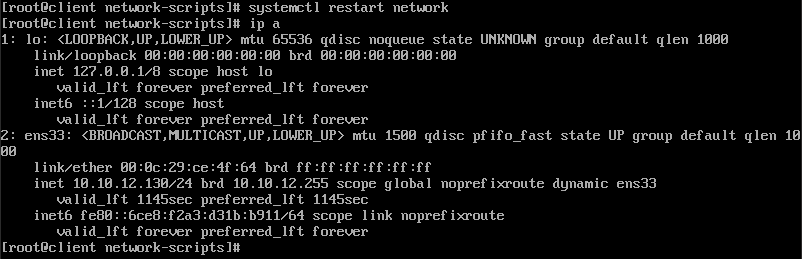 [root@client network-scripts]# systemctl restart network
[root@client network-scripts]# ip a
1: lo: <LOOPBACK,UP,LOWER_UP> mtu 65536 qdisc noqueue state UNKNOWN group default qlen 1000
    link/loopback 00:00:00:00:00:00 brd 00:00:00:00:00:00
    inet 127.0.0.1/8 scope host lo
       valid_lft forever preferred_lft forever
    inet6 ::1/128 scope host
       valid_lft forever preferred_lft forever
2: ens33: <BROADCAST,MULTICAST,UP,LOWER_UP> mtu 1500 qdisc pfifo_fast state UP group default qlen 10
00
    link/ether 00:0c:29:ce:4f:64 brd ff:ff:ff:ff:ff:ff
    inet 10.10.12.130/24 brd 10.10.12.255 scope global noprefixroute dynamic ens33
       valid_lft 1145sec preferred_lft 1145sec
    inet6 fe80::6ce8:f2a3:d31b:b911/64 scope link noprefixroute
       valid_lft forever preferred_lft forever
[root@client network-scripts]#